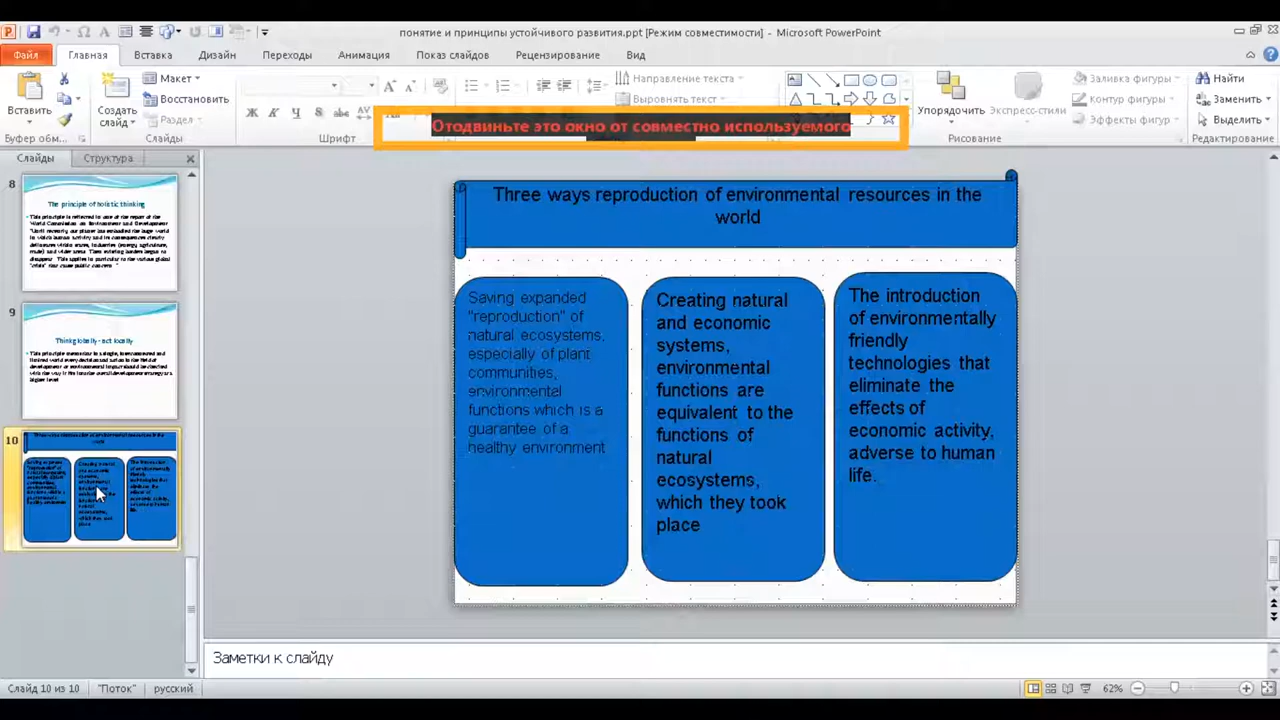 понятие и принципы устойчивого развития.ppt [Режим совместимости] - Microsoft PowerPoint
Файл Главная Вставка Дизайн Переходы Анимация Показ слайдов Рецензирование Вид
Вставить
Создать слайд
Макет
Восстановить
Раздел
Ж К Ч S abc AV
Направление текста
Выровнять текст
Упорядочить
Экспресс-стили
Заливка фигуры
Контур фигуры
Найти
Заменить
Выделить
Буфер обм... Слайды Шрифт Рисование Редактирование
Отодвиньте это окно от совместно используемого
Слайды Структура
8
The principle of holistic thinking
9
Think globally - act locally
10
Three ways reproduction of environmental resources in the
world
Saving expanded
"reproduction" of
natural ecosystems,
especially of plant
communities,
environmental
functions which is a
guarantee of a
healthy environment
Creating natural
and economic
systems,
environmental
functions are
equivalent to the
functions of
natural
ecosystems,
which they took
place
The introduction
of environmentally
friendly
technologies that
eliminate the
effects of
economic activity,
adverse to human
life.
Заметки к слайду
Слайд 10 из 10 "Поток" русский 62%